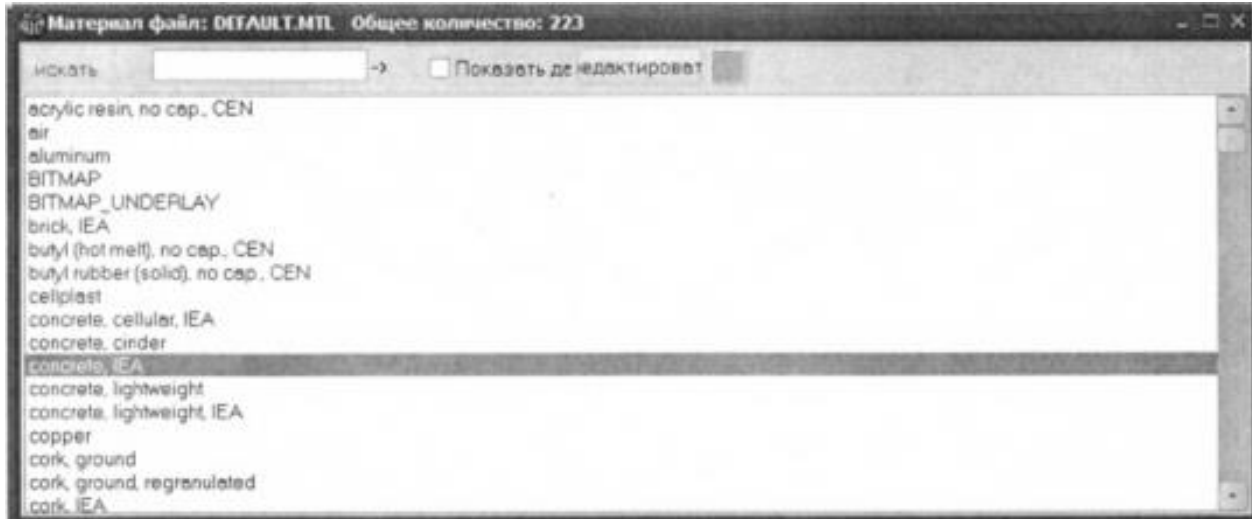 Материал файл: DEFAULT.MTL Общее количество: 223
искать -> Показать де редактироват
acrylic resin, no cap., CEN
air
aluminum
BITMAP
BITMAP_UNDERLAY
brick, IEA
butyl (hot melt), no cap., CEN
butyl rubber (solid), no cap., CEN
cellplast
concrete, cellular, IEA
concrete, cinder
concrete, IEA
concrete, lightweight
concrete, lightweight, IEA
copper
cork, ground
cork, ground, regranulated
cork, IEA